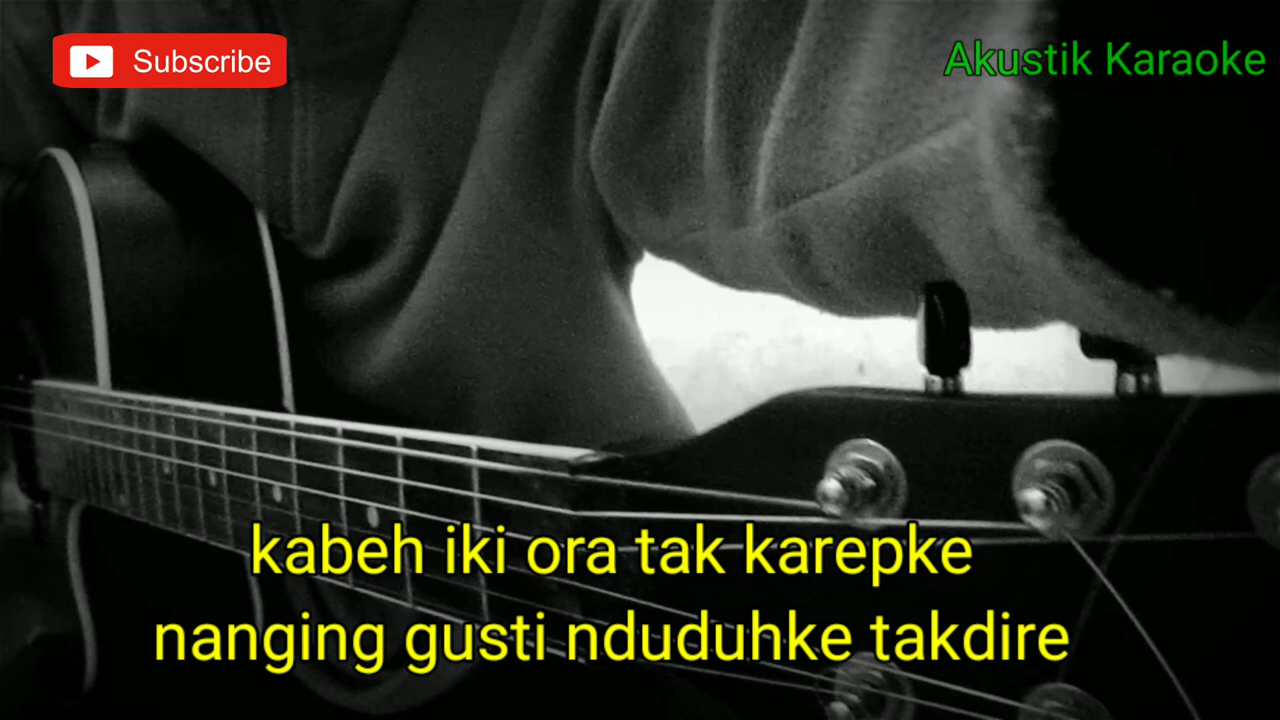 Subscribe
Akustik Karaoke
kabeh iki ora tak karepke
nanging gusti nduduhke takdire